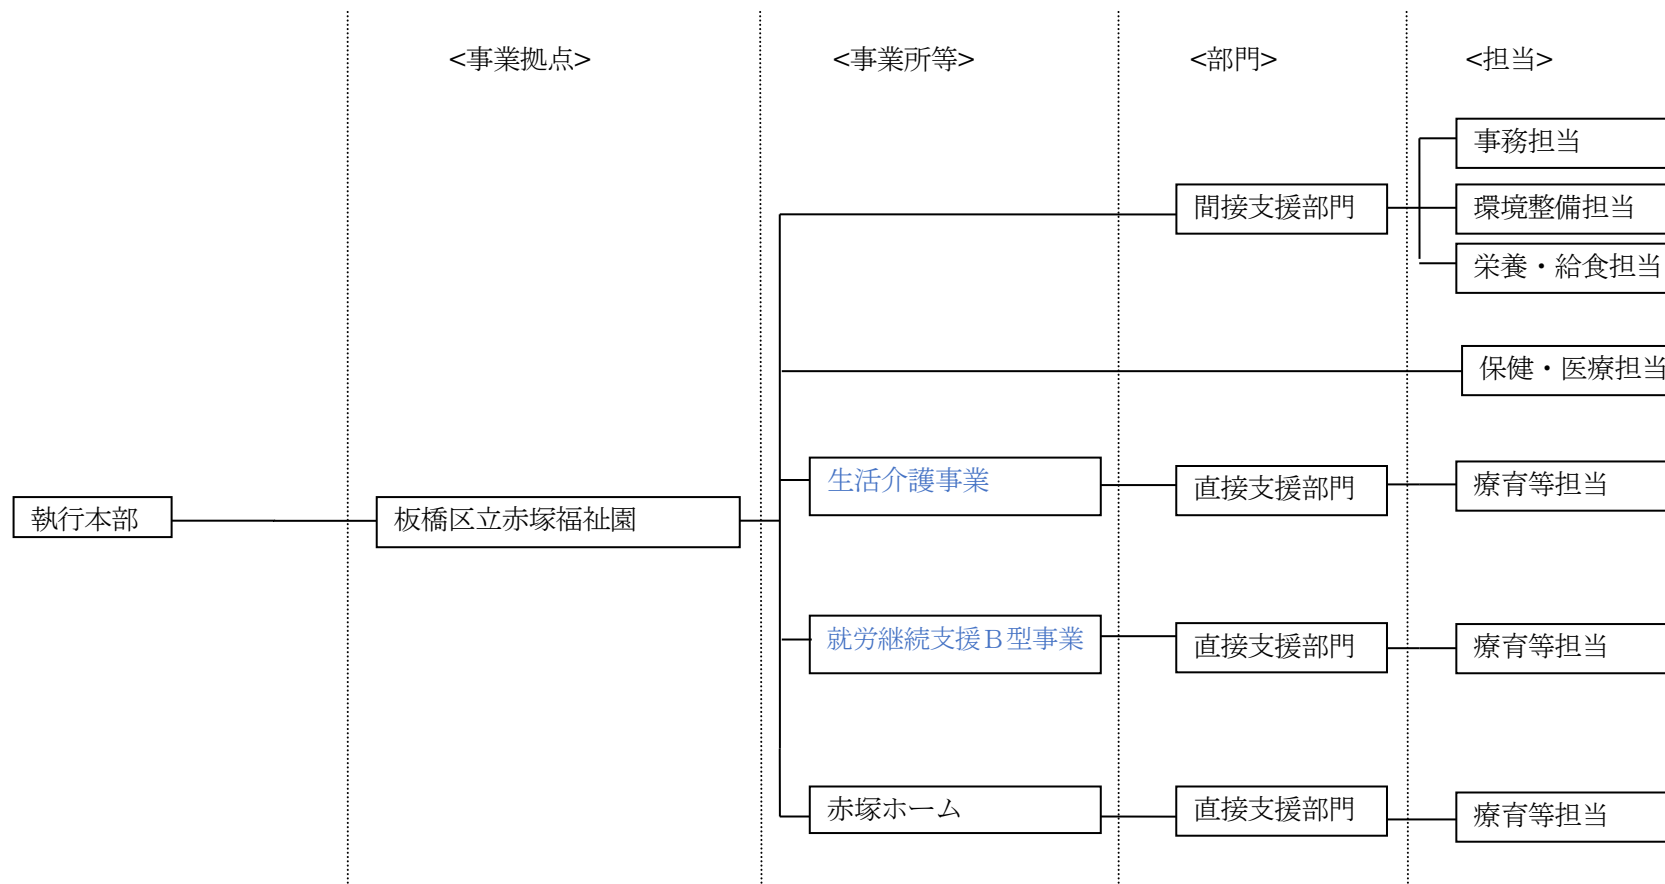 <事業拠点>
<事業所等>
<部門>
<担当>
事務担当
間接支援部門
環境整備担当
栄養・給食担当
保健・医療担当
生活介護事業
直接支援部門
療育等担当
執行本部
板橋区立赤塚福祉園
就労継続支援Ｂ型事業
直接支援部門
療育等担当
赤塚ホーム
直接支援部門
療育等担当